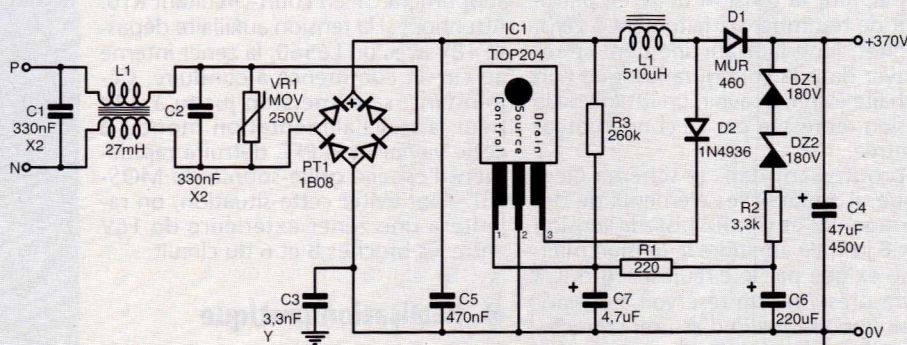 P
N
C1
330nF
X2
L1
27mH
C2
330nF
X2
VR1
MOV
250V
PT1
1B08
C3
3,3nF
Y
C5
470nF
IC1
TOP204
Control
Source
Drain
1
2
3
R3
260k
L1
510uH
D1
MUR
460
D2
1N4936
DZ1
180V
DZ2
180V
R2
3,3k
R1
220
C7
4,7uF
C6
220uF
C4
47uF
450V
+370V
0V